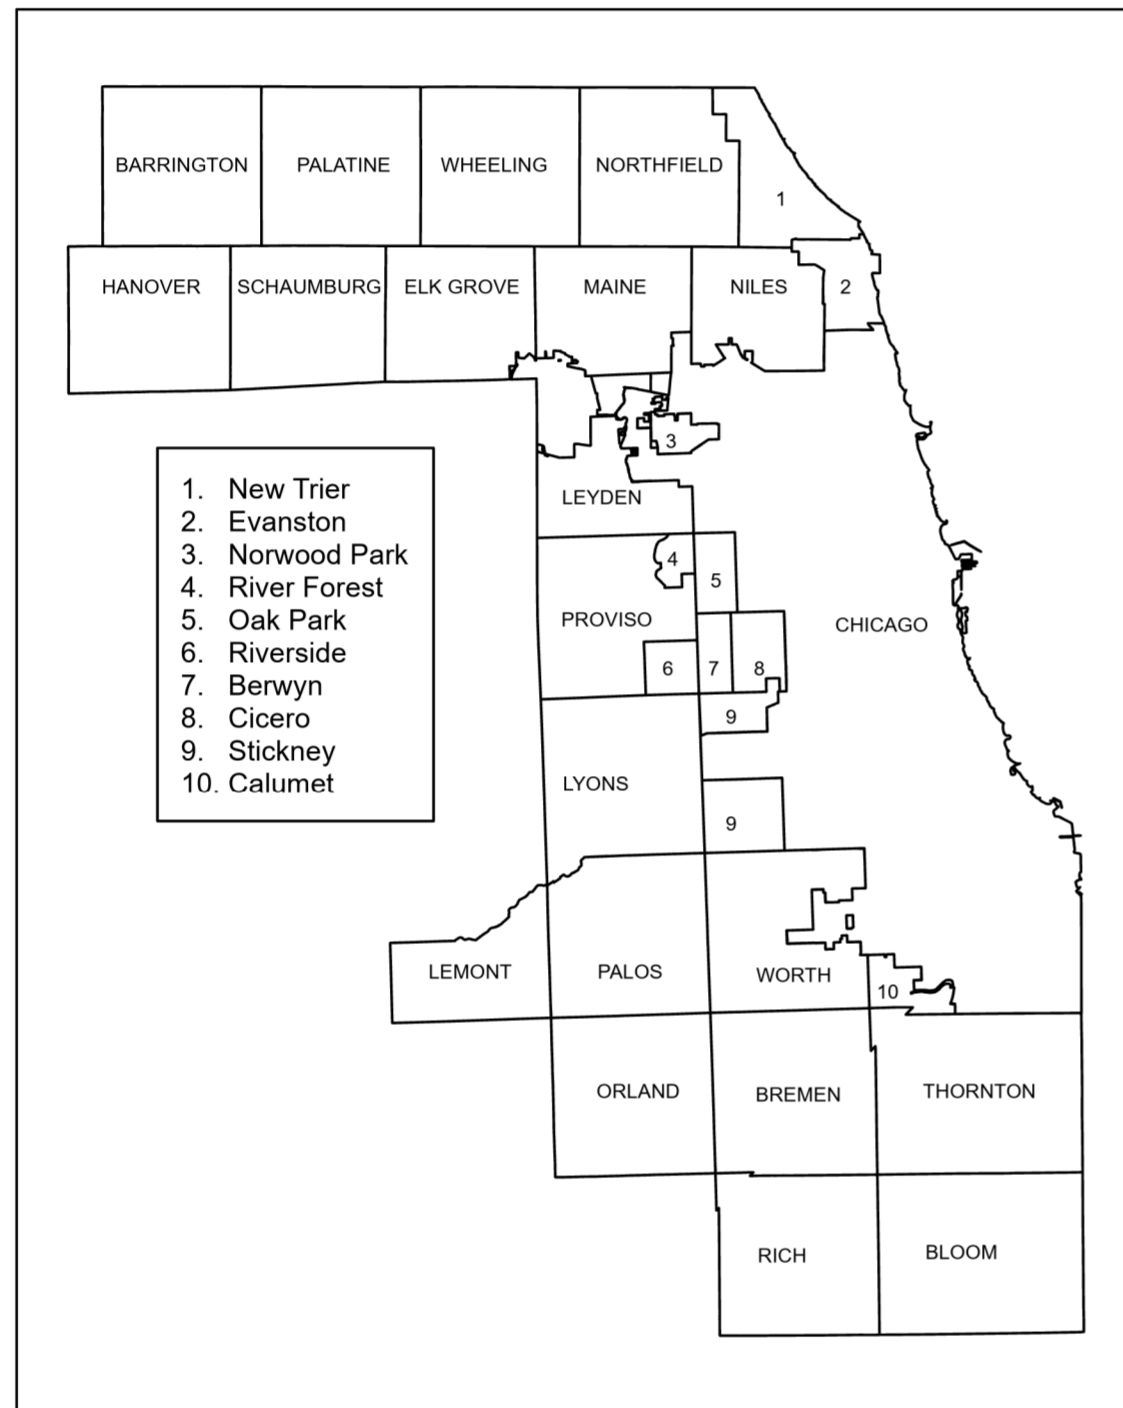 BARRINGTON PALATINE WHEELING NORTHFIELD
1
HANOVER SCHAUMBURG ELK GROVE MAINE NILES 2
3
1. New Trier
2. Evanston
3. Norwood Park
4. River Forest
5. Oak Park
6. Riverside
7. Berwyn
8. Cicero
9. Stickney
10. Calumet
LEYDEN
4
5
PROVISO CHICAGO
6 7 8
9
LYONS
9
LEMONT PALOS WORTH
10
ORLAND BREMEN THORNTON
RICH BLOOM